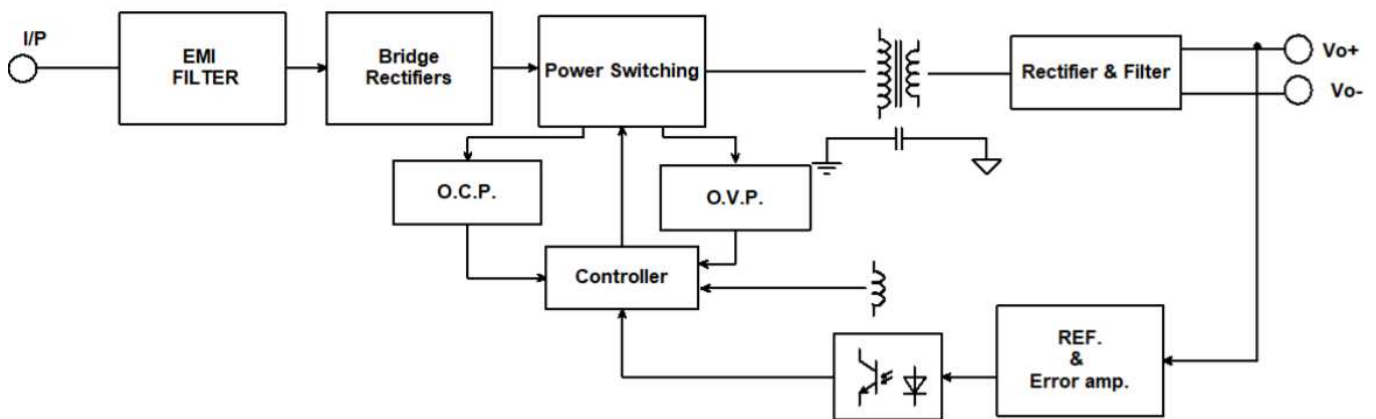 I/P
EMI
FILTER
Bridge
Rectifiers
Power Switching
Rectifier & Filter
Vo+
Vo-
O.C.P.
O.V.P.
Controller
REF.
&
Error amp.